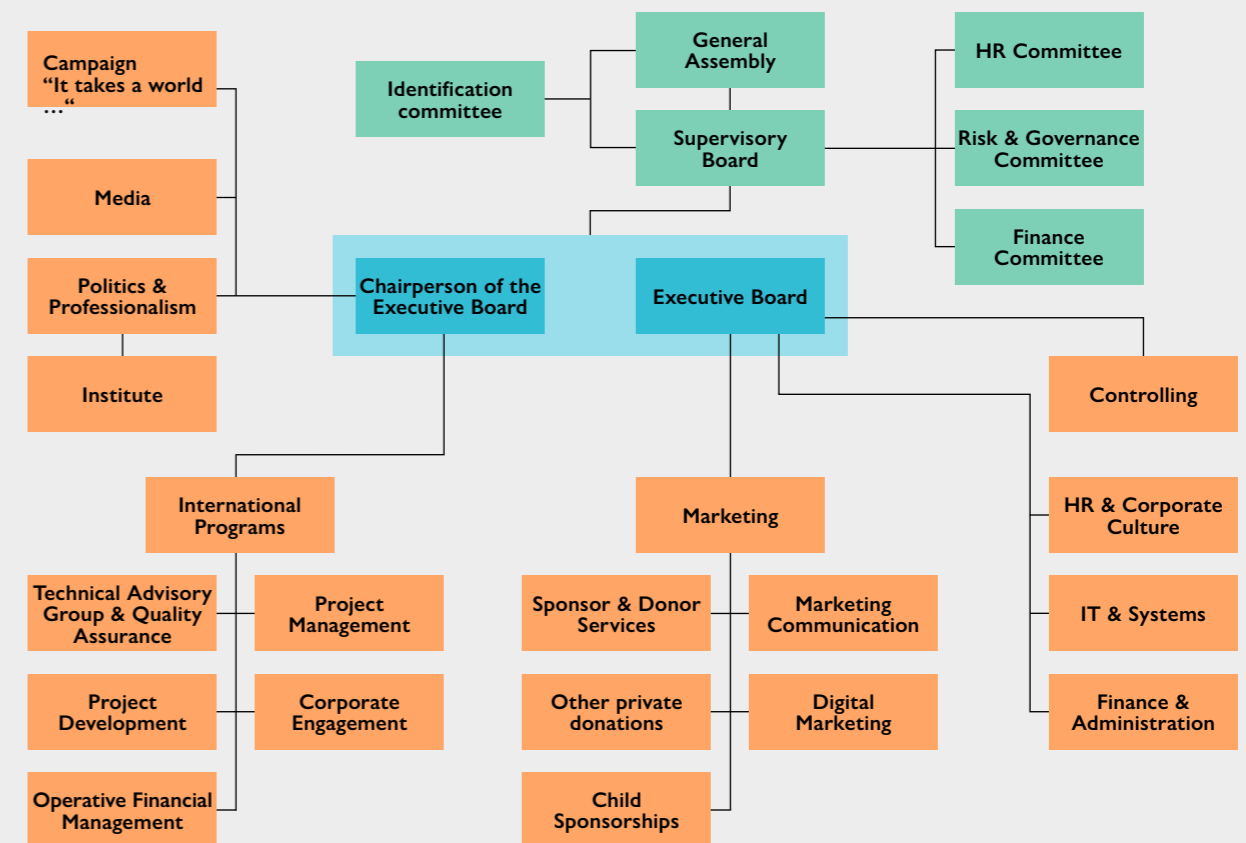 Campaign
“It takes a world
...“
General
Assembly
HR Committee
Identification
committee
Supervisory
Board
Risk & Governance
Committee
Media
Finance
Committee
Politics &
Professionalism
Chairperson of the
Executive Board
Executive Board
Institute
Controlling
International
Programs
Marketing
HR & Corporate
Culture
Technical Advisory
Group & Quality
Assurance
Project
Management
Sponsor & Donor
Services
Marketing
Communication
IT & Systems
Project
Development
Corporate
Engagement
Other private
donations
Digital
Marketing
Finance &
Administration
Operative Financial
Management
Child
Sponsorships